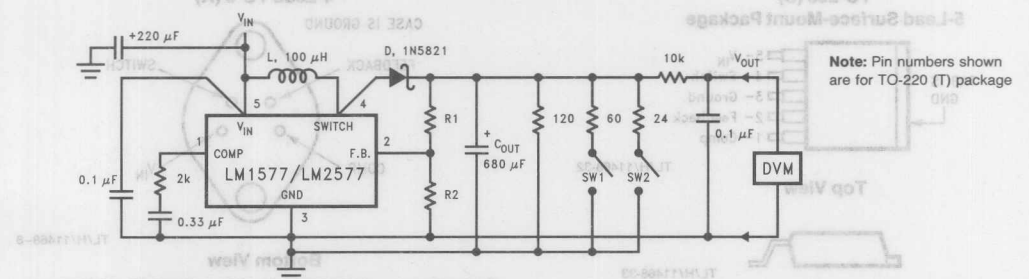 VIN
+220 µF
L, 100 µH
D, 1N5821
VOUT
Note: Pin numbers shown
are for TO-220 (T) package
10k
5
4
VIN
SWITCH
1
COMP
2
F.B.
LM1577/LM2577
GND
3
R1
R2
+
COUT
680 µF
120
60
24
SW1
SW2
0.1 µF
DVM
0.1 µF
2k
0.33 µF
5-Lead Surface-Mount Package
CASE IS GROUND
FEEDBACK
SWITCH
GND
Top View
Bottom View